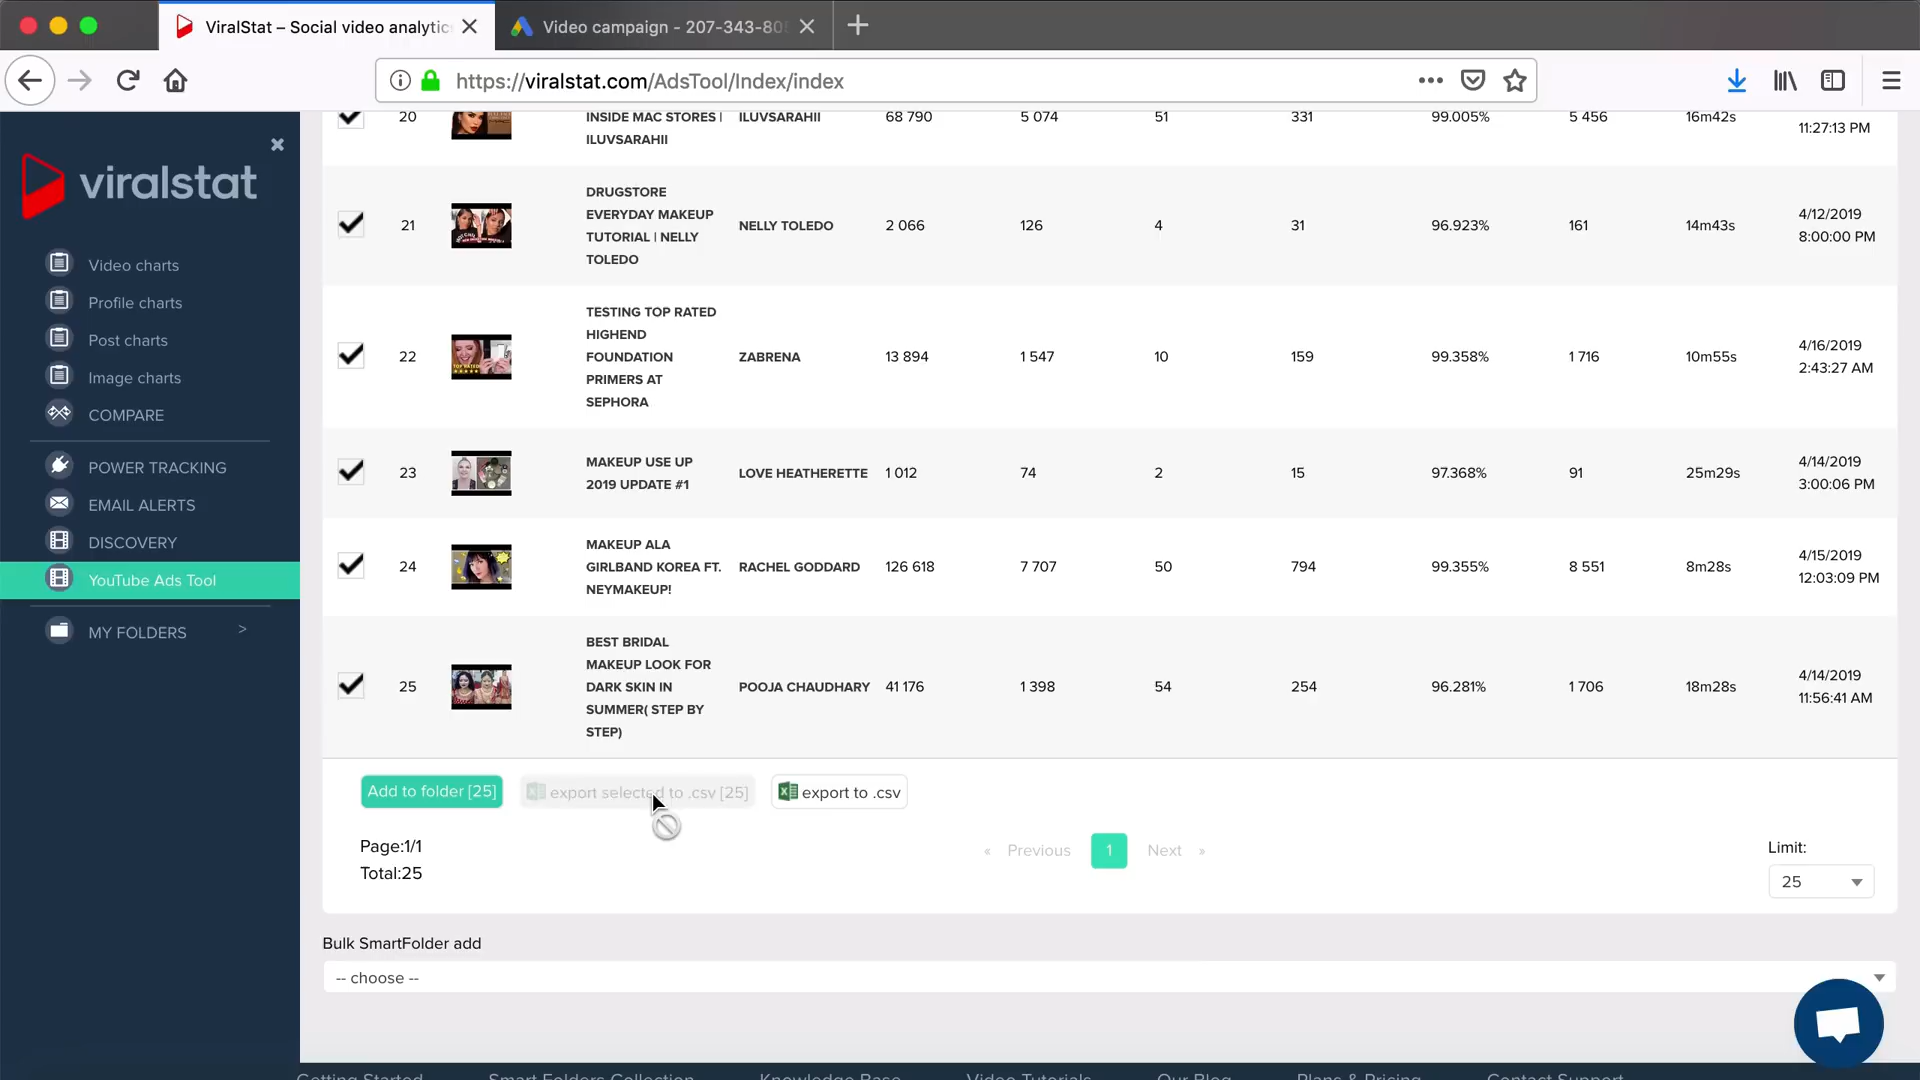 ViralStat – Social video analytic
Video campaign - 207-343-80
https://viralstat.com/AdsTool/Index/index
viralstat
Video charts
Profile charts
Post charts
Image charts
COMPARE
POWER TRACKING
EMAIL ALERTS
DISCOVERY
YouTube Ads Tool
MY FOLDERS >
20 INSIDE MAC STORES | ILUVSARAHII 68 790 5 074 51 331 99.005% 5 456 16m42s
ILUVSARAHII 11:27:13 PM
21 DRUGSTORE
EVERYDAY MAKEUP
TUTORIAL | NELLY
TOLEDO
NELLY TOLEDO 2 066 126 4 31 96.923% 161 14m43s
4/12/2019
8:00:00 PM
22 TESTING TOP RATED
HIGHEND
FOUNDATION
PRIMERS AT
SEPHORA
ZABRENA 13 894 1 547 10 159 99.358% 1 716 10m55s
4/16/2019
2:43:27 AM
23 MAKEUP USE UP
2019 UPDATE #1
LOVE HEATHERETTE 1 012 74 2 15 97.368% 91 25m29s
4/14/2019
3:00:06 PM
24 MAKEUP ALA
GIRLBAND KOREA FT.
NEYMAKEUP!
RACHEL GODDARD 126 618 7 707 50 794 99.355% 8 551 8m28s
4/15/2019
12:03:09 PM
25 BEST BRIDAL
MAKEUP LOOK FOR
DARK SKIN IN
SUMMER( STEP BY
STEP)
POOJA CHAUDHARY 41 176 1 398 54 254 96.281% 1 706 18m28s
4/14/2019
11:56:41 AM
Add to folder [25] export selected to .csv [25] export to .csv
Page:1/1
Total:25
« Previous 1 Next »
Limit:
25
Bulk SmartFolder add
-- choose --
Getting Started Smart Folders Collection Knowledge Base Video Tutorials Our Blog Plans & Pricing Contact Support